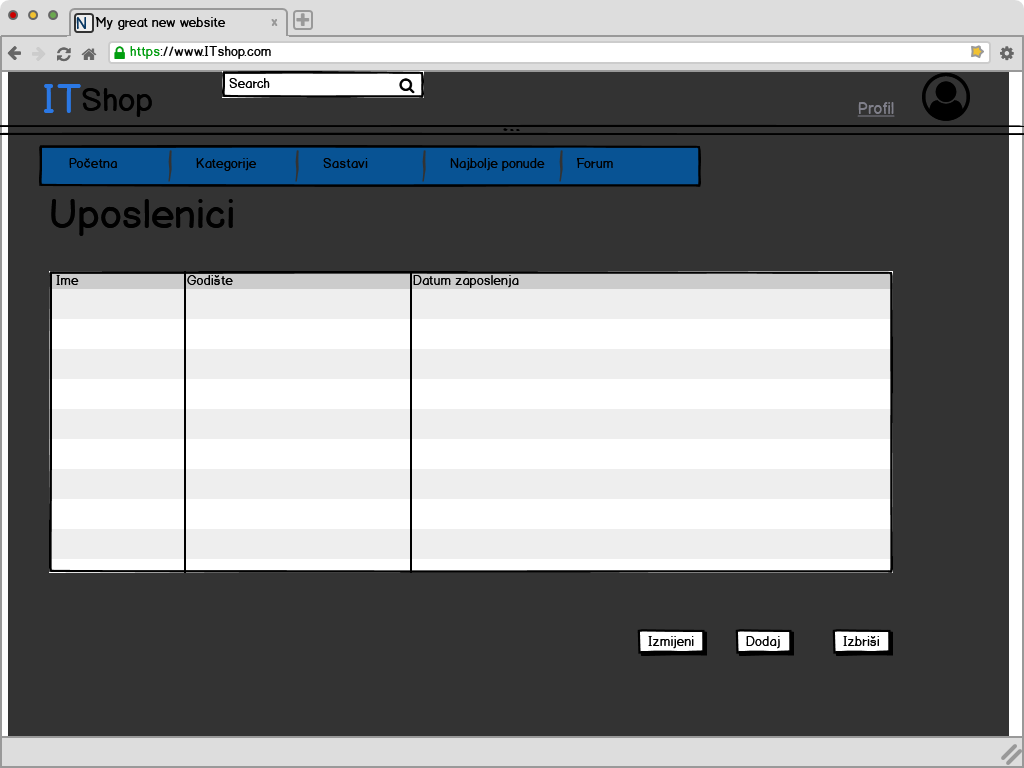 N My great new website x
https://www.ITshop.com
Search
ITShop
Profil
Početna Kategorije Sastavi Najbolje ponude Forum
Uposlenici
Ime Godište Datum zaposlenja
Izmijeni Dodaj Izbriši